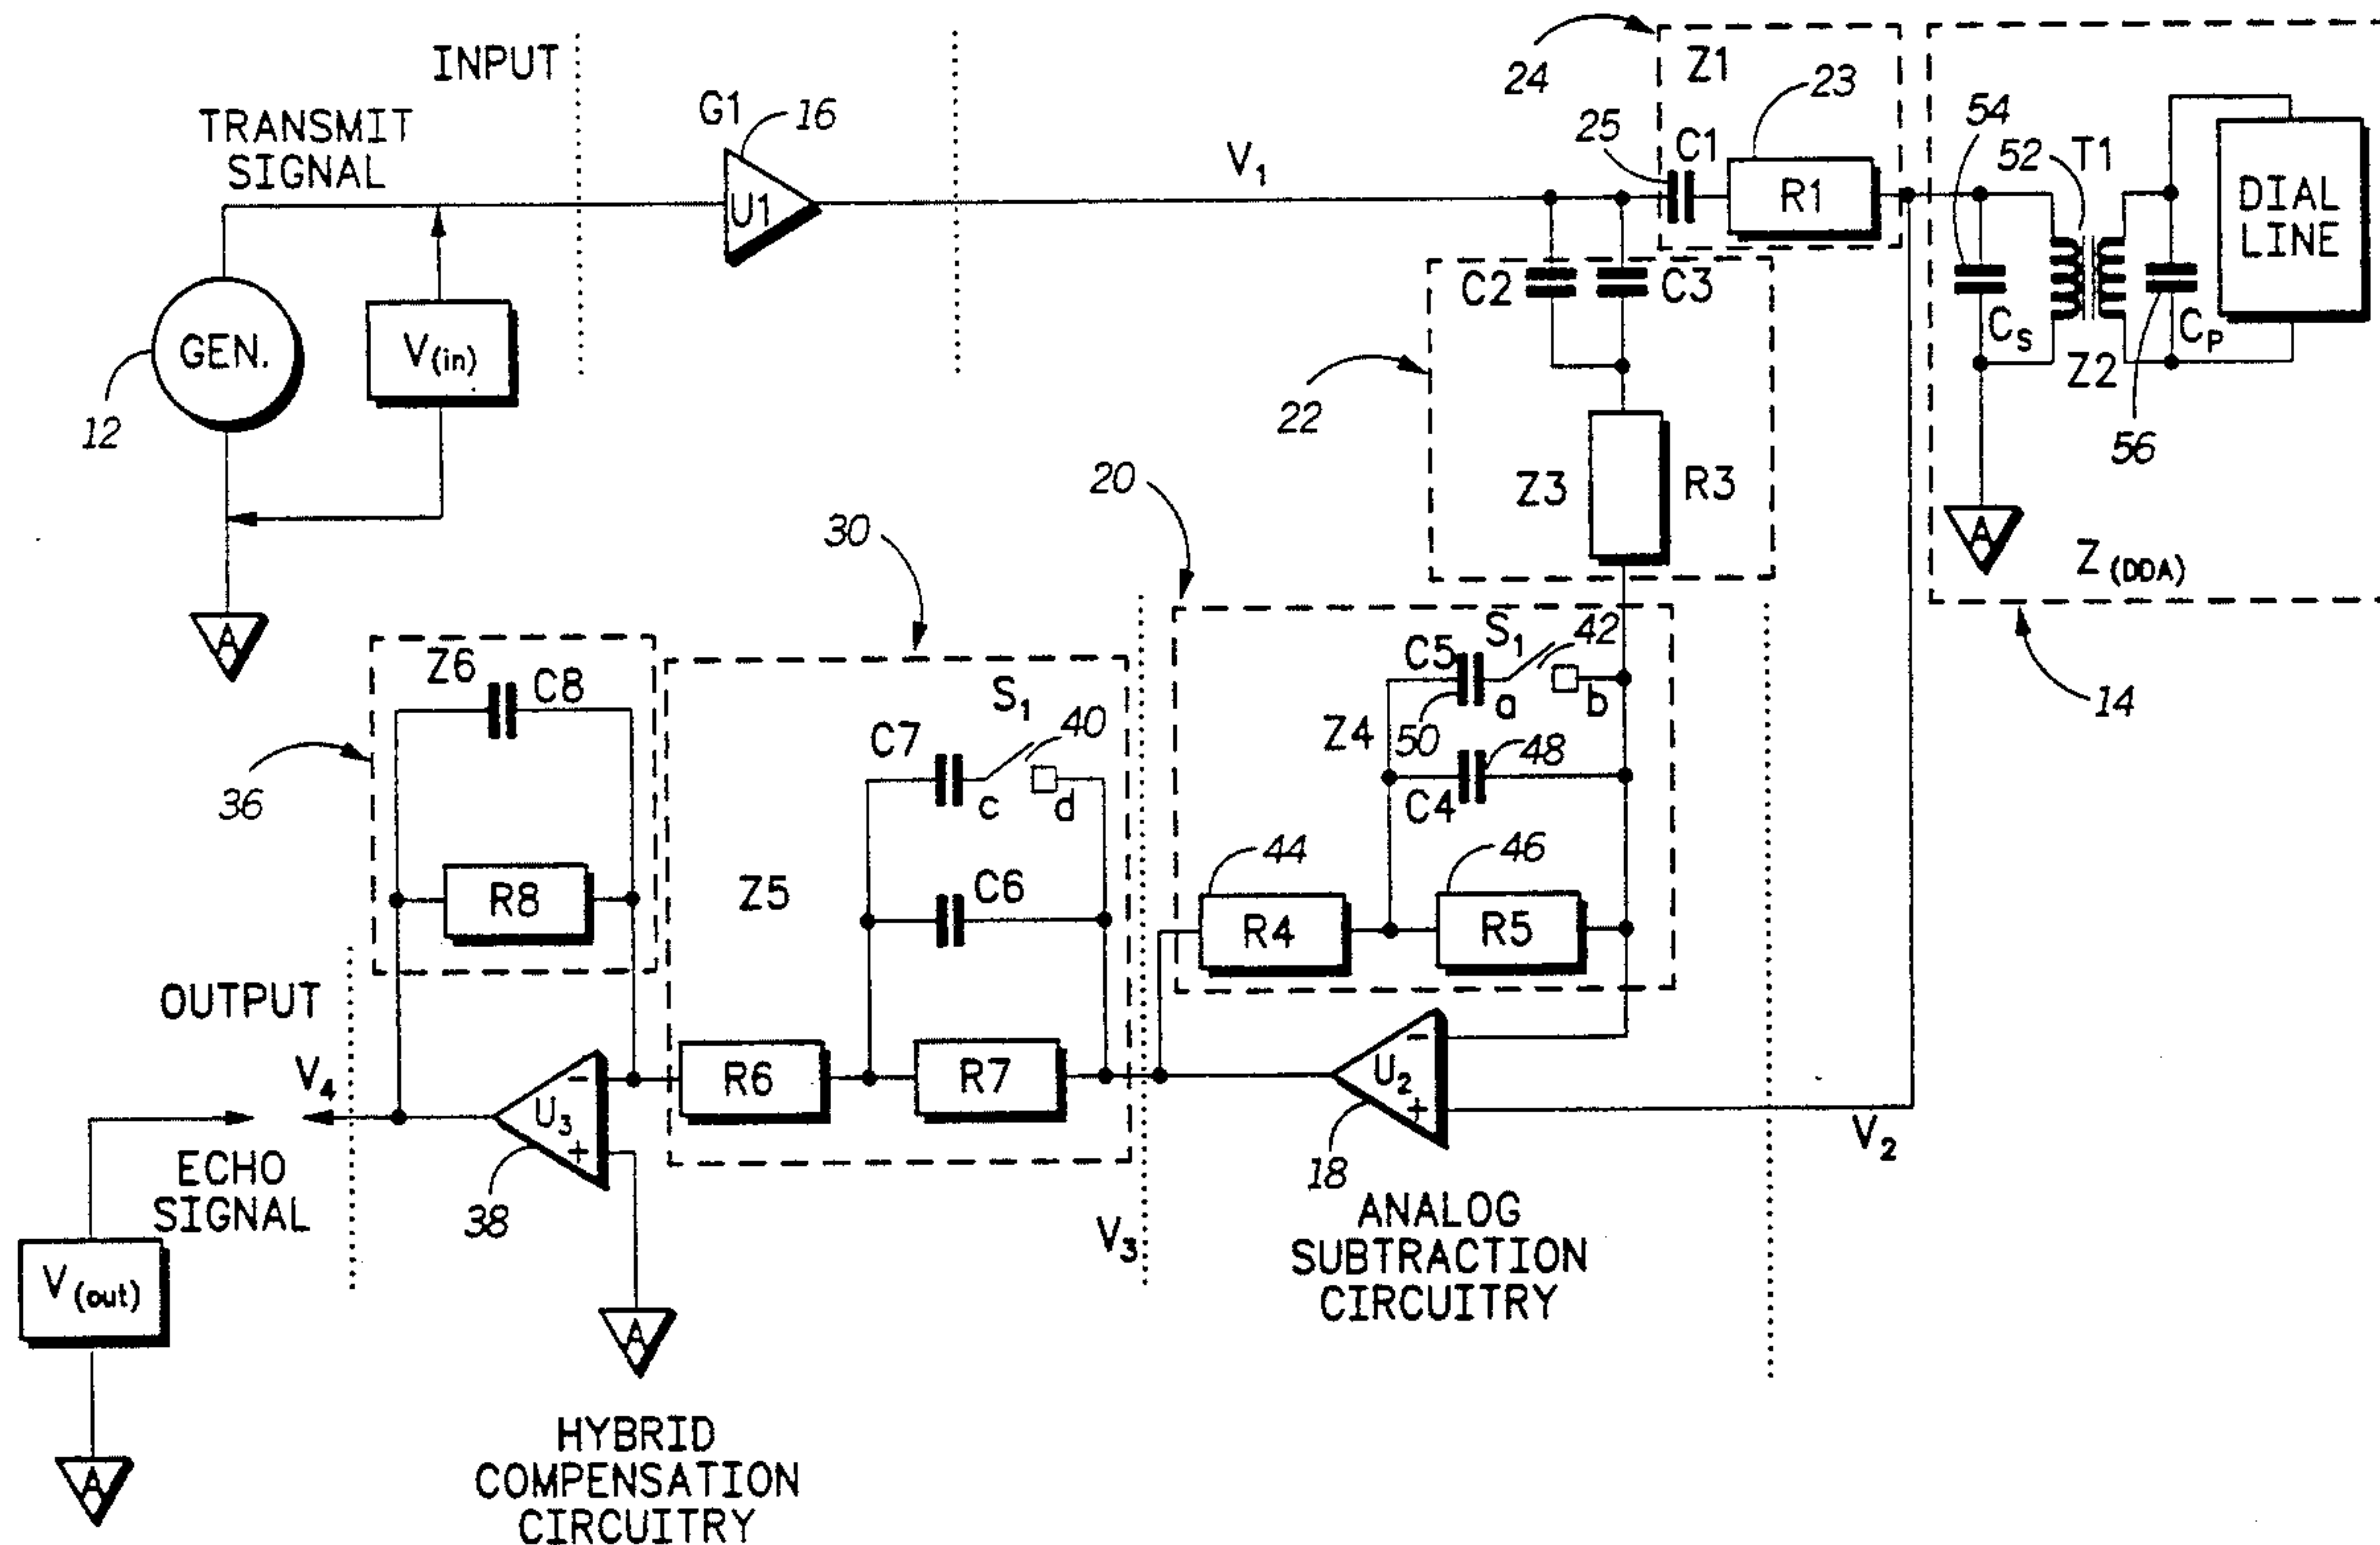 INPUT
TRANSMIT
SIGNAL
G1
16
U1
V1
24
Z1
23
25
C1
R1
54
52
T1
DIAL
LINE
GEN.
V(in)
12
C2
C3
CS
Z2
CP
56
22
Z3
R3
A
Z(DDA)
14
20
30
A
Z6
C8
36
R8
S1
40
C7
c
d
Z5
C6
S1
42
C5
a
b
Z4
50
48
C4
44
46
R4
R5
OUTPUT
V4
U3
-
+
38
R6
R7
U2
-
+
18
V2
ECHO
SIGNAL
V(out)
A
A
V3
ANALOG
SUBTRACTION
CIRCUITRY
HYBRID
COMPENSATION
CIRCUITRY